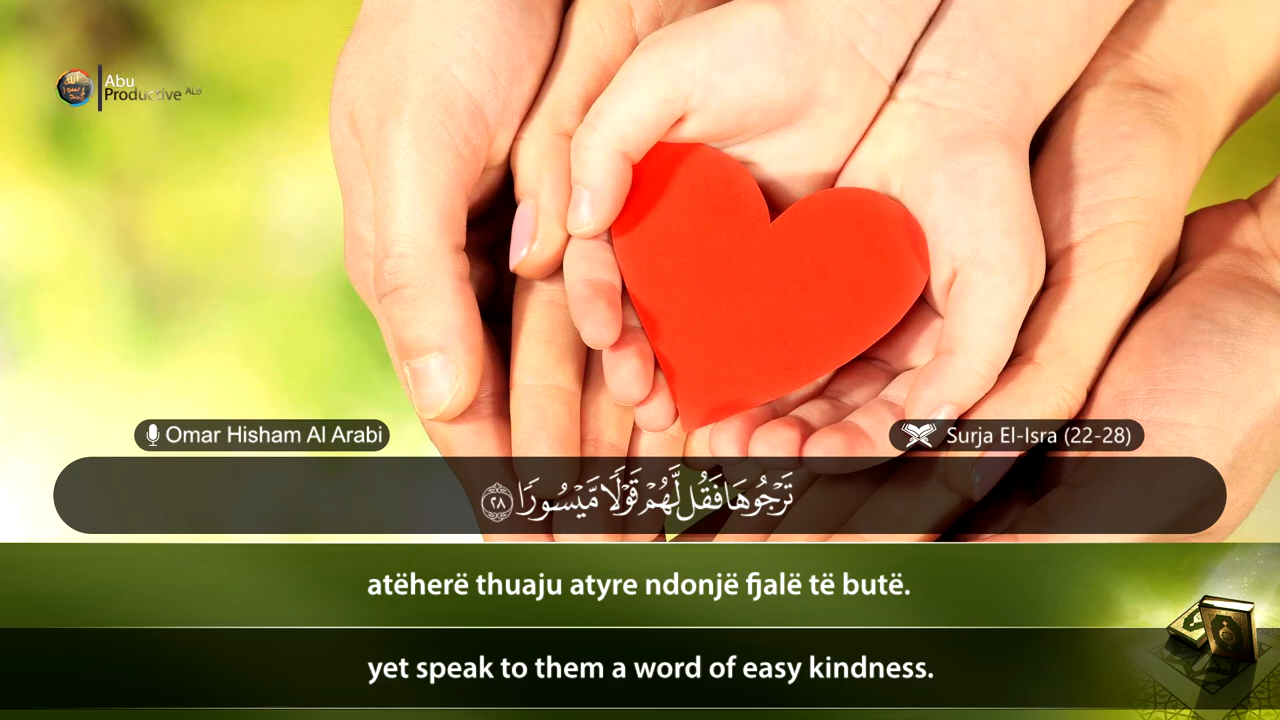 Abu
Productive ALB
Omar Hisham Al Arabi
Surja El-Isra (22-28)
تَرْجُوهَا فَقُل لَّهُمْ قَوْلًا مَّيْسُورًا ٢٨
atëherë thuaju atyre ndonjë fjalë të butë.
yet speak to them a word of easy kindness.